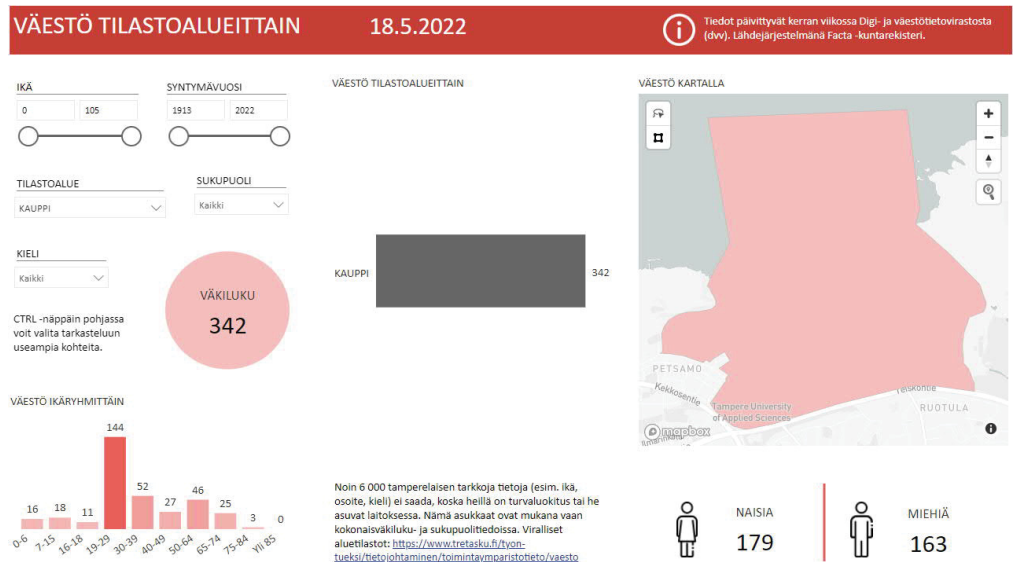 VÄESTÖ TILASTOALUEITTAIN
18.5.2022
Tiedot päivittyvät kerran viikossa Digi- ja väestötietovirastosta
(dvv). Lähdejärjestelmänä Facta -kuntarekisteri.
IKÄ
0
105
SYNTYMÄVUOSI
1913
2022
TILASTOALUE
KAUPPI
SUKUPUOLI
Kaikki
KIELI
Kaikki
CTRL -näppäin pohjassa
voit valita tarkasteluun
useampia kohteita.
VÄKILUKU
342
VÄESTÖ IKÄRYHMITTÄIN
16
18
11
144
52
27
46
25
3
0
0-6
7-15
16-18
19-29
30-39
40-49
50-64
65-74
75-84
Yli 85
VÄESTÖ TILASTOALUEITTAIN
KAUPPI
342
Noin 6 000 tamperelaisen tarkkoja tietoja (esim. ikä,
osoite, kieli) ei saada, koska heillä on turvaluokitus tai he
asuvat laitoksessa. Nämä asukkaat ovat mukana vaan
kokonaisväkiluku- ja sukupuolitiedoissa. Viralliset
aluetilastot: https://www.tretasku.fi/tyon-
tueksi/tietojohtaminen/toimintaymparistotieto/vaesto
VÄESTÖ KARTALLA
PETSAMO
Kekkosentie
Tampere University
of Applied Sciences
Teiskontie
RUOTULA
mapbox
Ilmarinkatu
NAISIA
179
MIEHIÄ
163